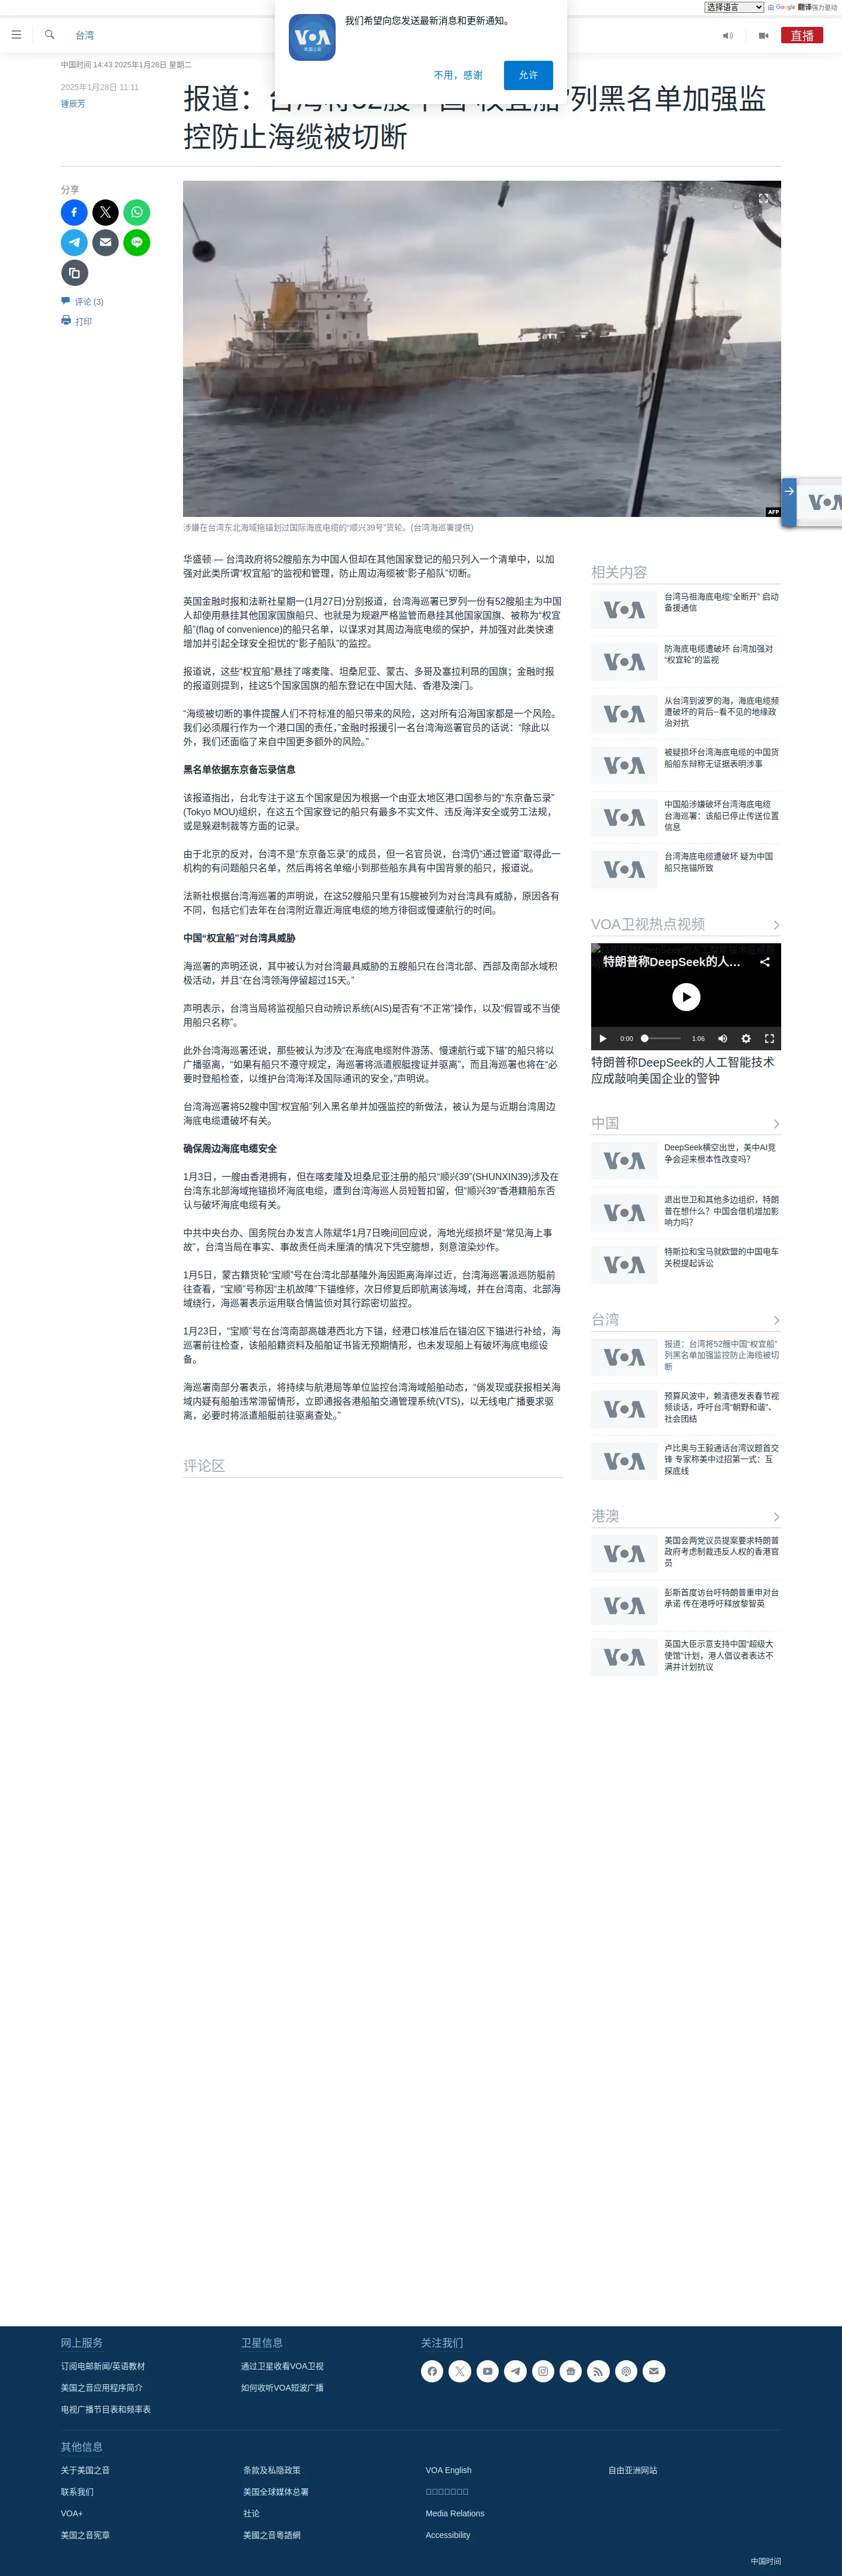 选择语言 由 Google 翻译强力驱动
我们希望向您发送最新消息和更新通知。
不用，感谢 允许
VOA
美国之音
台湾
直播
中国时间 14:43 2025年1月28日 星期二
2025年1月28日 11:11
锺辰芳
报道：台湾将52艘中国“权宜船”列黑名单加强监
控防止海缆被切断
分享
评论 (3)
打印
AFP
涉嫌在台湾东北海域拖锚划过国际海底电缆的“顺兴39号”货轮。(台湾海巡署提供)
华盛顿 — 台湾政府将52艘船东为中国人但却在其他国家登记的船只列入一个清单中，以加
强对此类所谓“权宜船”的监视和管理，防止周边海缆被“影子船队”切断。
英国金融时报和法新社星期一(1月27日)分别报道，台湾海巡署已罗列一份有52艘船主为中国
人却使用悬挂其他国家国旗船只、也就是为规避严格监管而悬挂其他国家国旗、被称为“权宜
船”(flag of convenience)的船只名单，以谋求对其周边海底电缆的保护，并加强对此类快速
增加并引起全球安全担忧的“影子船队”的监控。
报道说，这些“权宜船”悬挂了喀麦隆、坦桑尼亚、蒙古、多哥及塞拉利昂的国旗；金融时报
的报道则提到，挂这5个国家国旗的船东登记在中国大陆、香港及澳门。
“海缆被切断的事件提醒人们不符标准的船只带来的风险，这对所有沿海国家都是一个风险。
我们必须履行作为一个港口国的责任，”金融时报援引一名台湾海巡署官员的话说：“除此以
外，我们还面临了来自中国更多额外的风险。”
黑名单依据东京备忘录信息
该报道指出，台北专注于这五个国家是因为根据一个由亚太地区港口国参与的“东京备忘录”
(Tokyo MOU)组织，在这五个国家登记的船只有最多不实文件、违反海洋安全或劳工法规，
或是躲避制裁等方面的记录。
由于北京的反对，台湾不是“东京备忘录”的成员，但一名官员说，台湾仍“通过管道”取得此一
机构的有问题船只名单，然后再将名单缩小到那些船东具有中国背景的船只，报道说。
法新社根据台湾海巡署的声明说，在这52艘船只里有15艘被列为对台湾具有威胁，原因各有
不同，包括它们去年在台湾附近靠近海底电缆的地方徘徊或慢速航行的时间。
中国“权宜船”对台湾具威胁
海巡署的声明还说，其中被认为对台湾最具威胁的五艘船只在台湾北部、西部及南部水域积
极活动，并且“在台湾领海停留超过15天。”
声明表示，台湾当局将监视船只自动辨识系统(AIS)是否有“不正常”操作，以及“假冒或不当使
用船只名称”。
此外台湾海巡署还说，那些被认为涉及“在海底电缆附件游荡、慢速航行或下锚”的船只将以
广播驱离，“如果有船只不遵守规定，海巡署将派遣舰艇搜证并驱离”，而且海巡署也将在“必
要时登船检查，以维护台湾海洋及国际通讯的安全，”声明说。
台湾海巡署将52艘中国“权宜船”列入黑名单并加强监控的新做法，被认为是与近期台湾周边
海底电缆遭破坏有关。
确保周边海底电缆安全
1月3日，一艘由香港拥有，但在喀麦隆及坦桑尼亚注册的船只“顺兴39”(SHUNXIN39)涉及在
台湾东北部海域拖锚损坏海底电缆，遭到台湾海巡人员短暂扣留，但“顺兴39”香港籍船东否
认与破坏海底电缆有关。
中共中央台办、国务院台办发言人陈斌华1月7日晚间回应说，海地光缆损坏是“常见海上事
故”，台湾当局在事实、事故责任尚未厘清的情况下凭空臆想，刻意渲染炒作。
1月5日，蒙古籍货轮“宝顺”号在台湾北部基隆外海因距离海岸过近，台湾海巡署派巡防艇前
往查看，“宝顺”号称因“主机故障”下锚维修，次日修复后即航离该海域，并在台湾南、北部海
域绕行，海巡署表示运用联合情监侦对其行踪密切监控。
1月23日，“宝顺”号在台湾南部高雄港西北方下锚，经港口核准后在锚泊区下锚进行补给，海
巡署前往检查，该船船籍资料及船舶证书皆无预期情形，也未发现船上有破坏海底电缆设
备。
海巡署南部分署表示，将持续与航港局等单位监控台湾海域船舶动态，“倘发现或获报相关海
域内疑有船舶违常滞留情形，立即通报各港船舶交通管理系统(VTS)，以无线电广播要求驱
离，必要时将派遣船艇前往驱离查处。”
评论区
相关内容
台湾马祖海底电缆“全断开” 启动
备援通信
防海底电缆遭破坏 台湾加强对
“权宜轮”的监视
从台湾到波罗的海，海底电缆频
遭破坏的背后─看不见的地缘政
治对抗
被疑损坏台湾海底电缆的中国货
船船东辩称无证据表明涉事
中国船涉嫌破坏台湾海底电缆
台海巡署：该船已停止传送位置
信息
台湾海底电缆遭破坏 疑为中国
船只拖锚所致
VOA卫视热点视频
特朗普称DeepSeek的人…
0:00 1:06
特朗普称DeepSeek的人工智能技术
应成敲响美国企业的警钟
中国
DeepSeek横空出世，美中AI竞
争会迎来根本性改变吗？
退出世卫和其他多边组织，特朗
普在想什么？中国会借机增加影
响力吗？
特斯拉和宝马就欧盟的中国电车
关税提起诉讼
台湾
报道：台湾将52艘中国“权宜船”
列黑名单加强监控防止海缆被切
断
预算风波中，赖清德发表春节视
频谈话，呼吁台湾“朝野和谐”、
社会团结
卢比奥与王毅通话台湾议题首交
锋 专家称美中过招第一式：互
探底线
港澳
美国会两党议员提案要求特朗普
政府考虑制裁违反人权的香港官
员
彭斯首度访台吁特朗普重申对台
承诺 传在港呼吁释放黎智英
英国大臣示意支持中国“超级大
使馆”计划，港人倡议者表达不
满并计划抗议
网上服务
订阅电邮新闻/英语教材
美国之音应用程序简介
电视广播节目表和频率表
卫星信息
通过卫星收看VOA卫视
如何收听VOA短波广播
关注我们
其他信息
关于美国之音
联系我们
VOA+
美国之音宪章
条款及私隐政策
美国全球媒体总署
社论
美國之音粵語網
VOA English
Media Relations
Accessibility
自由亚洲网站
中国时间